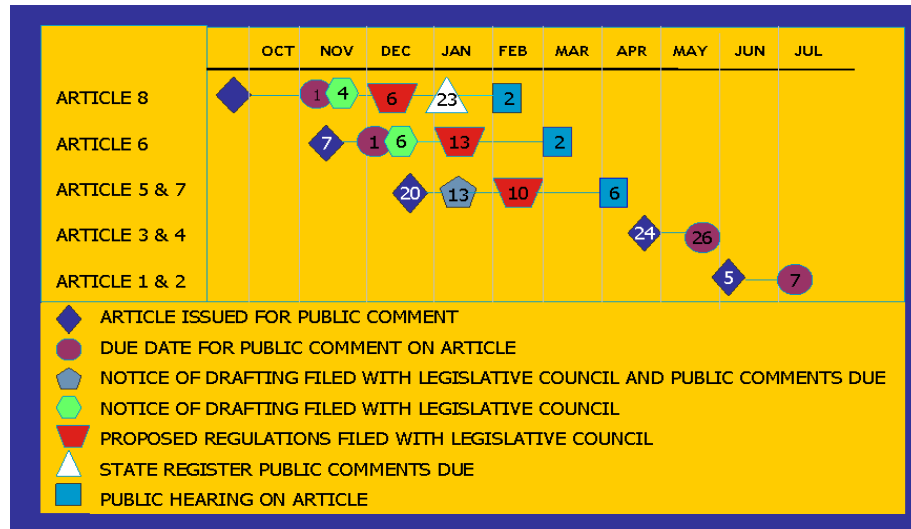 OCT NOV DEC JAN FEB MAR APR MAY JUN JUL
ARTICLE 8 1 4 6 23 2
ARTICLE 6 7 1 6 13 2
ARTICLE 5 & 7 20 13 10 6
ARTICLE 3 & 4 24 26
ARTICLE 1 & 2 5 7
ARTICLE ISSUED FOR PUBLIC COMMENT
DUE DATE FOR PUBLIC COMMENT ON ARTICLE
NOTICE OF DRAFTING FILED WITH LEGISLATIVE COUNCIL AND PUBLIC COMMENTS DUE
NOTICE OF DRAFTING FILED WITH LEGISLATIVE COUNCIL
PROPOSED REGULATIONS FILED WITH LEGISLATIVE COUNCIL
STATE REGISTER PUBLIC COMMENTS DUE
PUBLIC HEARING ON ARTICLE